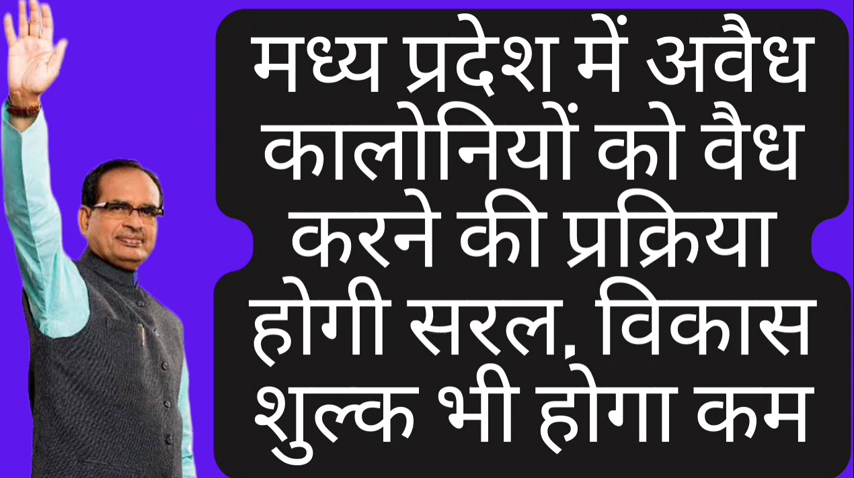 मध्य प्रदेश में अवैध
कालोनियों को वैध
करने की प्रक्रिया
होगी सरल, विकास
शुल्क भी होगा कम